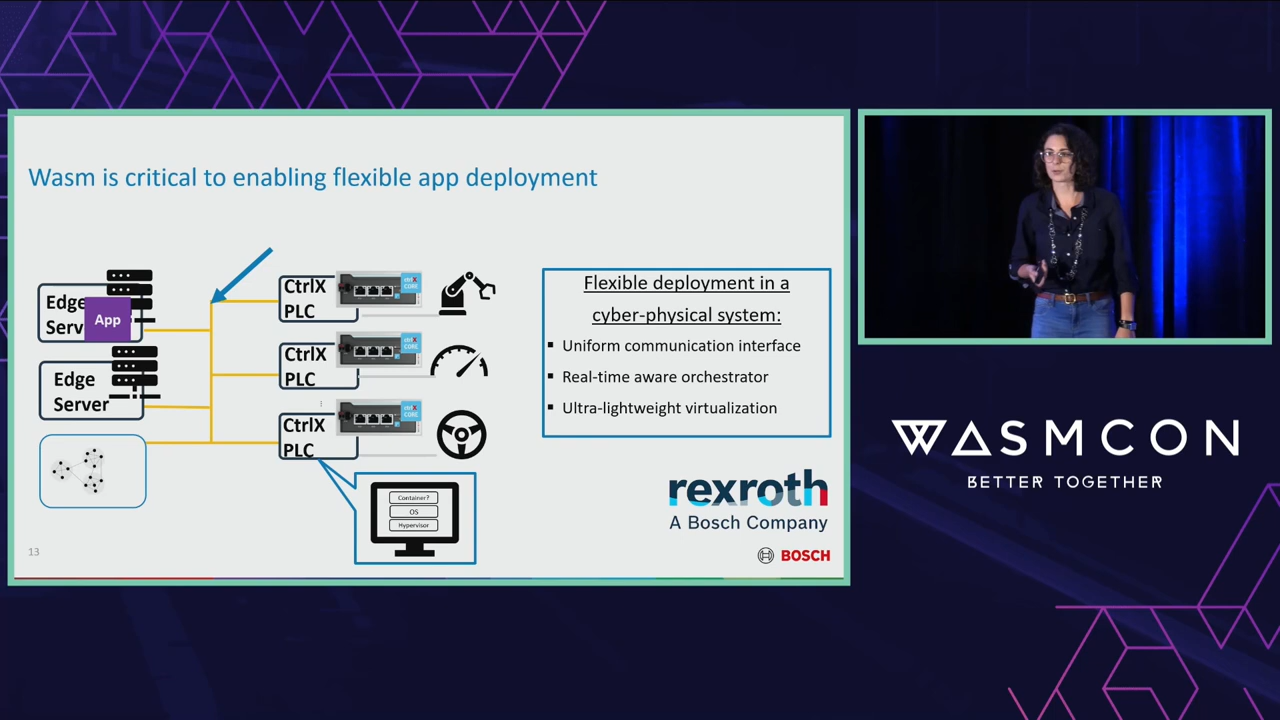 Wasm is critical to enabling flexible app deployment
Edge
Serv
App
Edge
Server
CtrlX
PLC
CtrlX
PLC
CtrlX
PLC
Container?
OS
Hypervisor
Flexible deployment in a
cyber-physical system:
Uniform communication interface
Real-time aware orchestrator
Ultra-lightweight virtualization
rexroth
A Bosch Company
BOSCH
13
WASMCON
BETTER TOGETHER